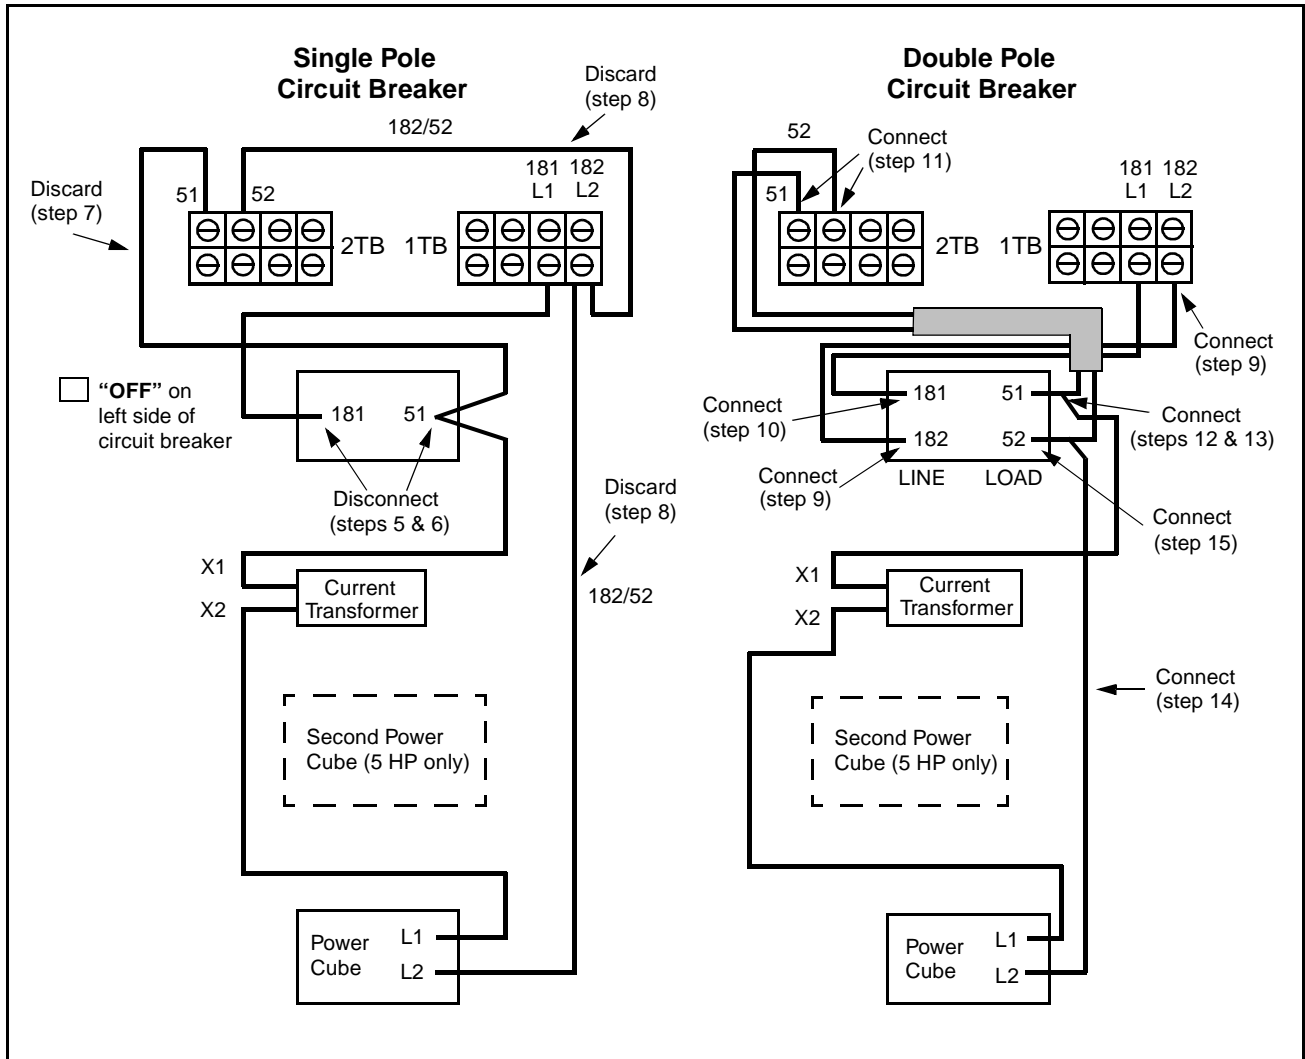 Single Pole
Circuit Breaker
Discard
(step 8)
182/52
Discard
(step 7)
51
52
181
L1
182
L2
2TB
1TB
"OFF" on
left side of
circuit breaker
181
51
Disconnect
(steps 5 & 6)
Discard
(step 8)
182/52
X1
X2
Current
Transformer
Second Power
Cube (5 HP only)
Power
Cube
L1
L2
Double Pole
Circuit Breaker
52
Connect
(step 11)
51
181
L1
182
L2
2TB
1TB
Connect
(step 9)
Connect
(step 10)
181
51
182
52
Connect
(steps 12 & 13)
Connect
(step 9)
LINE
LOAD
Connect
(step 15)
X1
X2
Current
Transformer
Connect
(step 14)
Second Power
Cube (5 HP only)
Power
Cube
L1
L2